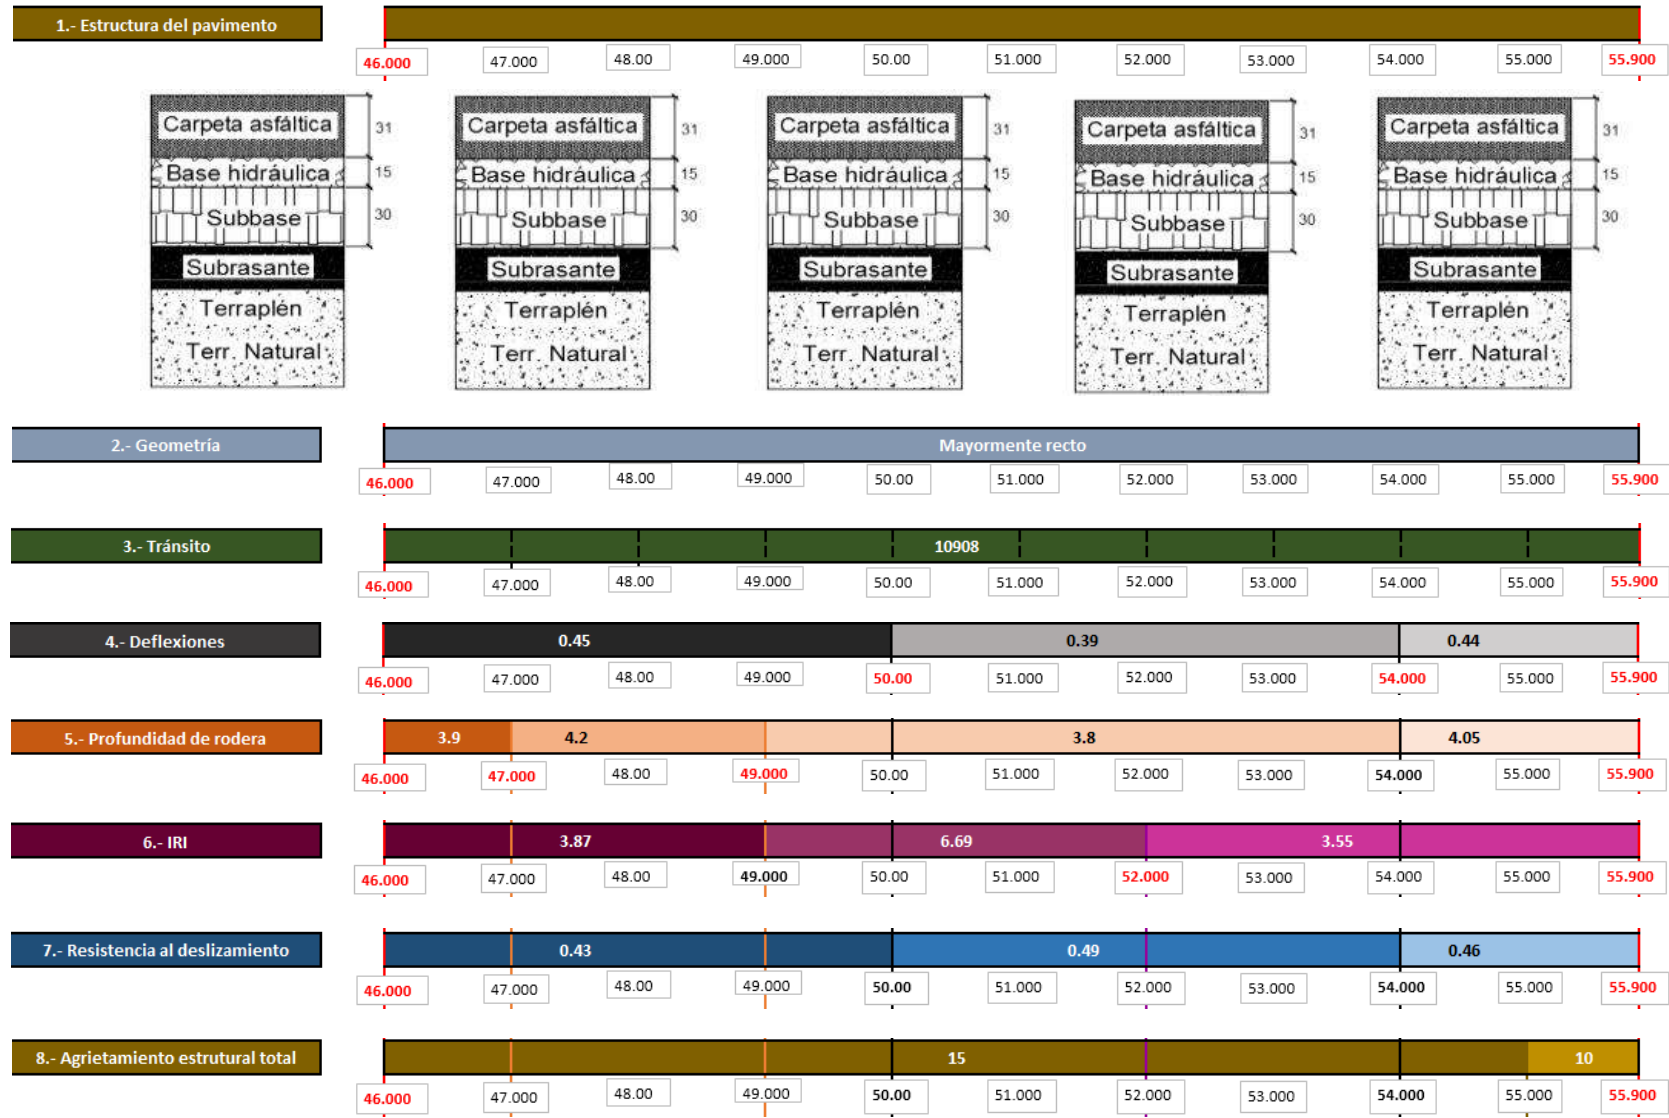 1.- Estructura del pavimento
46.000 47.000 48.00 49.000 50.00 51.000 52.000 53.000 54.000 55.000 55.900
Carpeta asfáltica 31 Carpeta asfáltica 31 Carpeta asfáltica 31 Carpeta asfáltica 31 Carpeta asfáltica 31
Base hidráulica 15 Base hidráulica 15 Base hidráulica 15 Base hidráulica 15 Base hidráulica 15
Subbase 30 Subbase 30 Subbase 30 Subbase 30 Subbase 30
Subrasante Subrasante Subrasante Subrasante Subrasante
Terraplén Terraplén Terraplén Terraplén Terraplén
Terr. Natural Terr. Natural Terr. Natural Terr. Natural Terr. Natural
2.- Geometría Mayormente recto
46.000 47.000 48.00 49.000 50.00 51.000 52.000 53.000 54.000 55.000 55.900
3.- Tránsito 10908
46.000 47.000 48.00 49.000 50.00 51.000 52.000 53.000 54.000 55.000 55.900
4.- Deflexiones 0.45 0.39 0.44
46.000 47.000 48.00 49.000 50.00 51.000 52.000 53.000 54.000 55.000 55.900
5.- Profundidad de rodera 3.9 4.2 3.8 4.05
46.000 47.000 48.00 49.000 50.00 51.000 52.000 53.000 54.000 55.000 55.900
6.- IRI 3.87 6.69 3.55
46.000 47.000 48.00 49.000 50.00 51.000 52.000 53.000 54.000 55.000 55.900
7.- Resistencia al deslizamiento 0.43 0.49 0.46
46.000 47.000 48.00 49.000 50.00 51.000 52.000 53.000 54.000 55.000 55.900
8.- Agrietamiento estrutural total 15 10
46.000 47.000 48.00 49.000 50.00 51.000 52.000 53.000 54.000 55.000 55.900